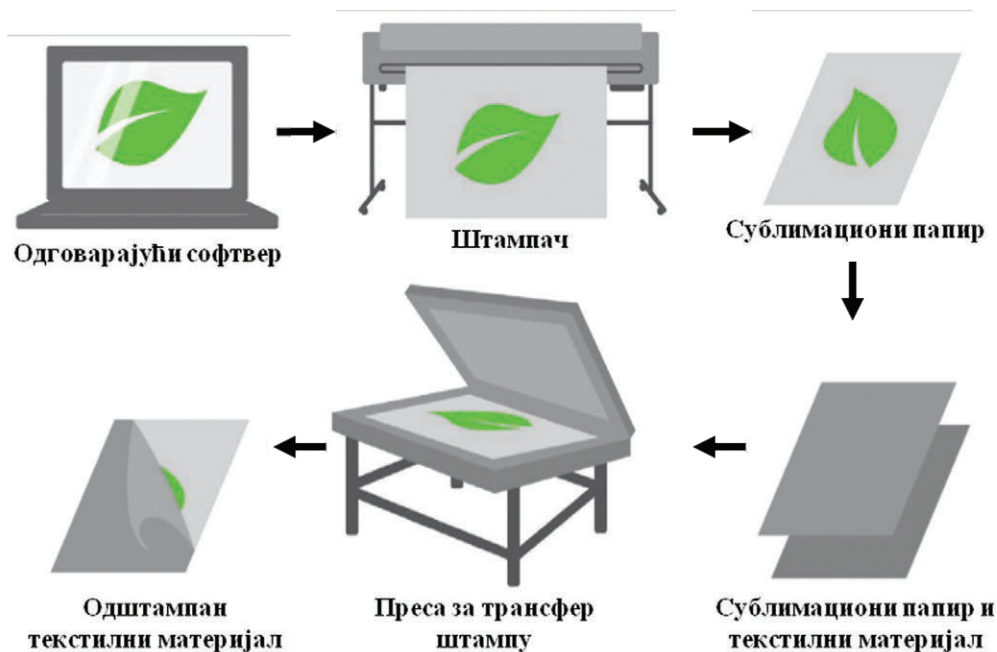 Одговарајући софтвер
Штампач
Сублимациони папир
Сублимациони папир и
текстилни материјал
Преса за трансфер
штампу
Одштампан
текстилни материјал